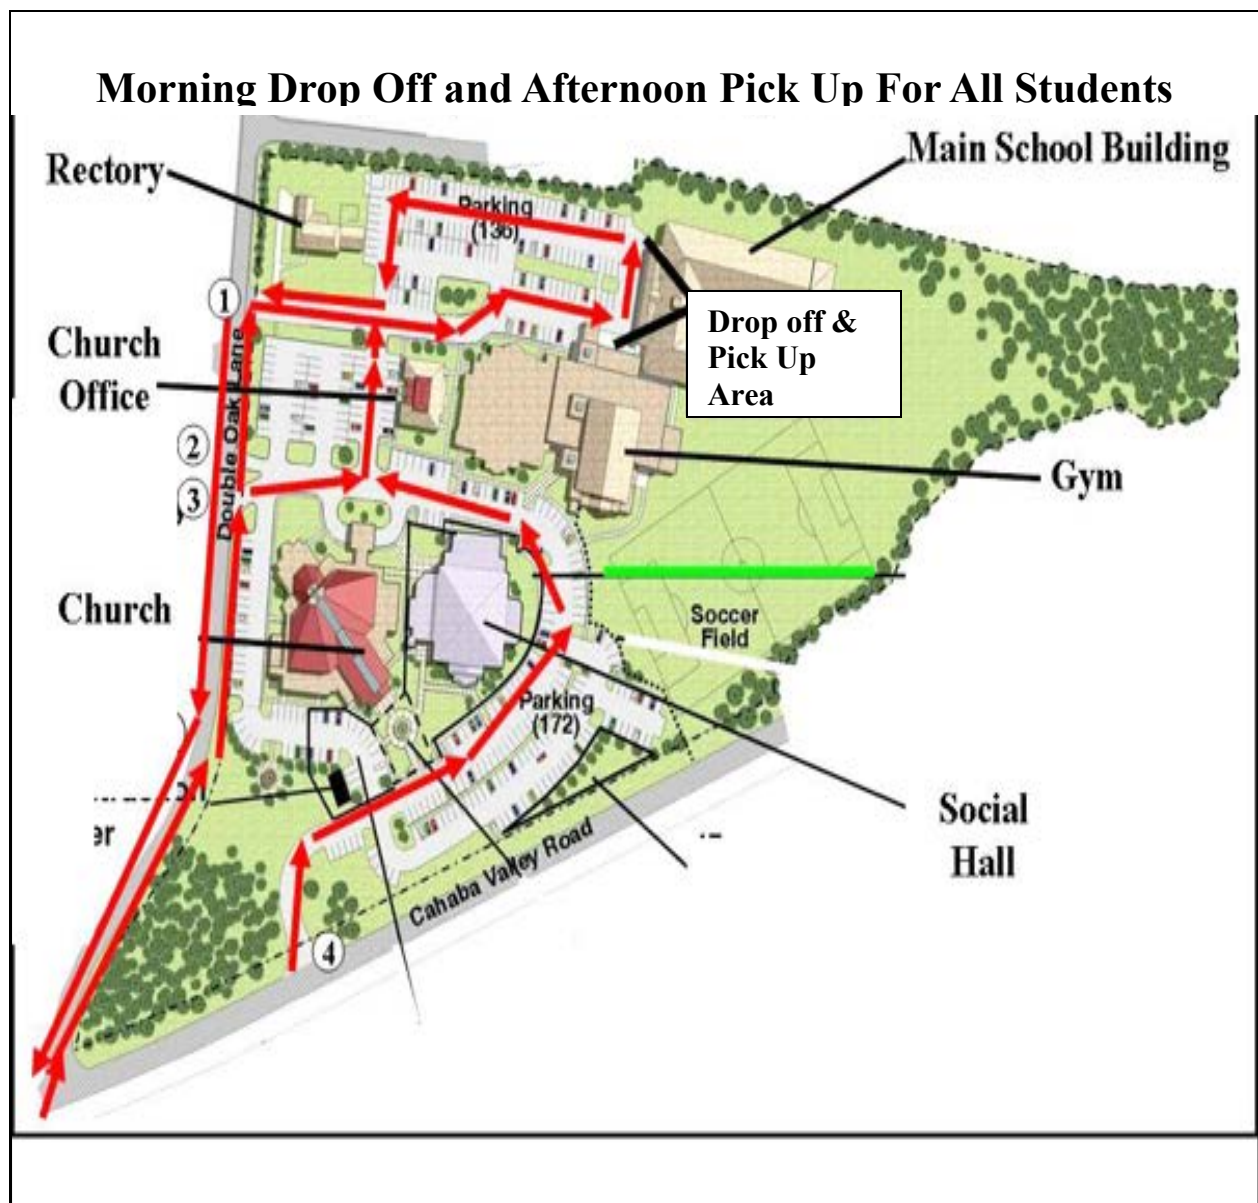 Morning Drop Off and Afternoon Pick Up For All Students
Rectory
Main School Building
Parking
(136)
1
Drop off &
Pick Up
Area
Church
Office
Double Oak Lane
2
3
Gym
Church
Soccer
Field
Parking
(172)
er
Social
Hall
Cahaba Valley Road
4